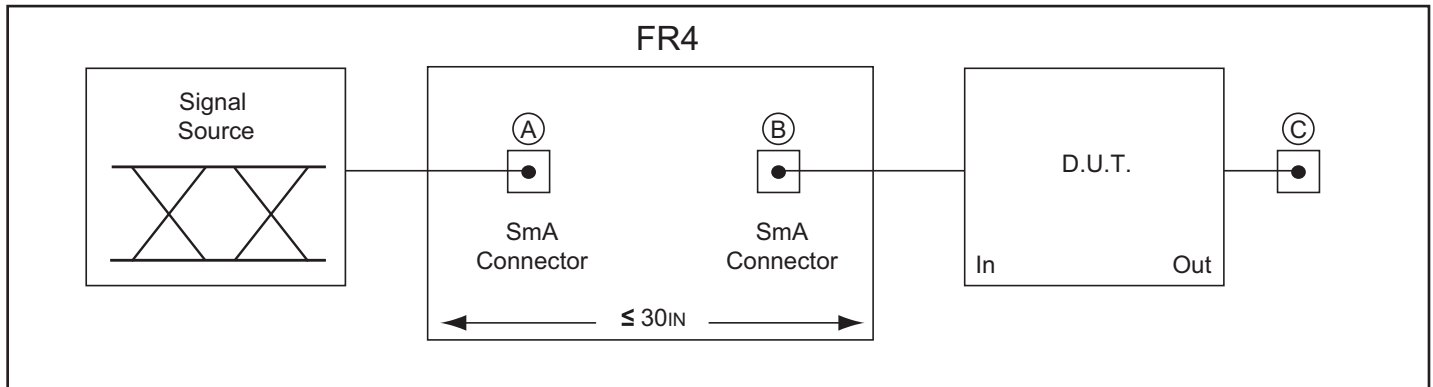 FR4
Signal
Source
A
B
C
D.U.T.
SmA
Connector
SmA
Connector
In
Out
≤ 30IN